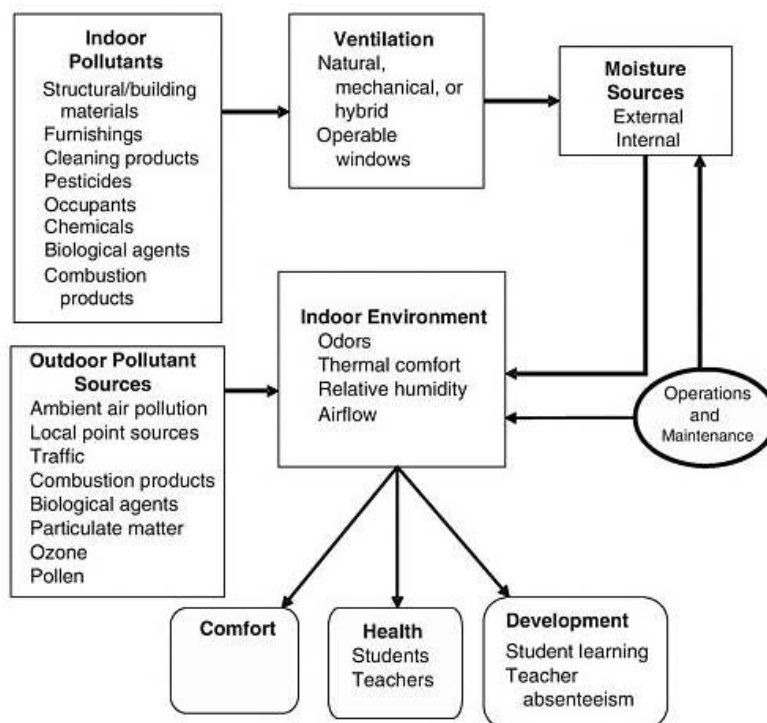 Indoor
Pollutants
Structural/building
materials
Furnishings
Cleaning products
Pesticides
Occupants
Chemicals
Biological agents
Combustion
products
Ventilation
Natural,
mechanical, or
hybrid
Operable
windows
Moisture
Sources
External
Internal
Outdoor Pollutant
Sources
Ambient air pollution
Local point sources
Traffic
Combustion products
Biological agents
Particulate matter
Ozone
Pollen
Indoor Environment
Odors
Thermal comfort
Relative humidity
Airflow
Operations
and
Maintenance
Comfort
Health
Students
Teachers
Development
Student learning
Teacher
absenteeism